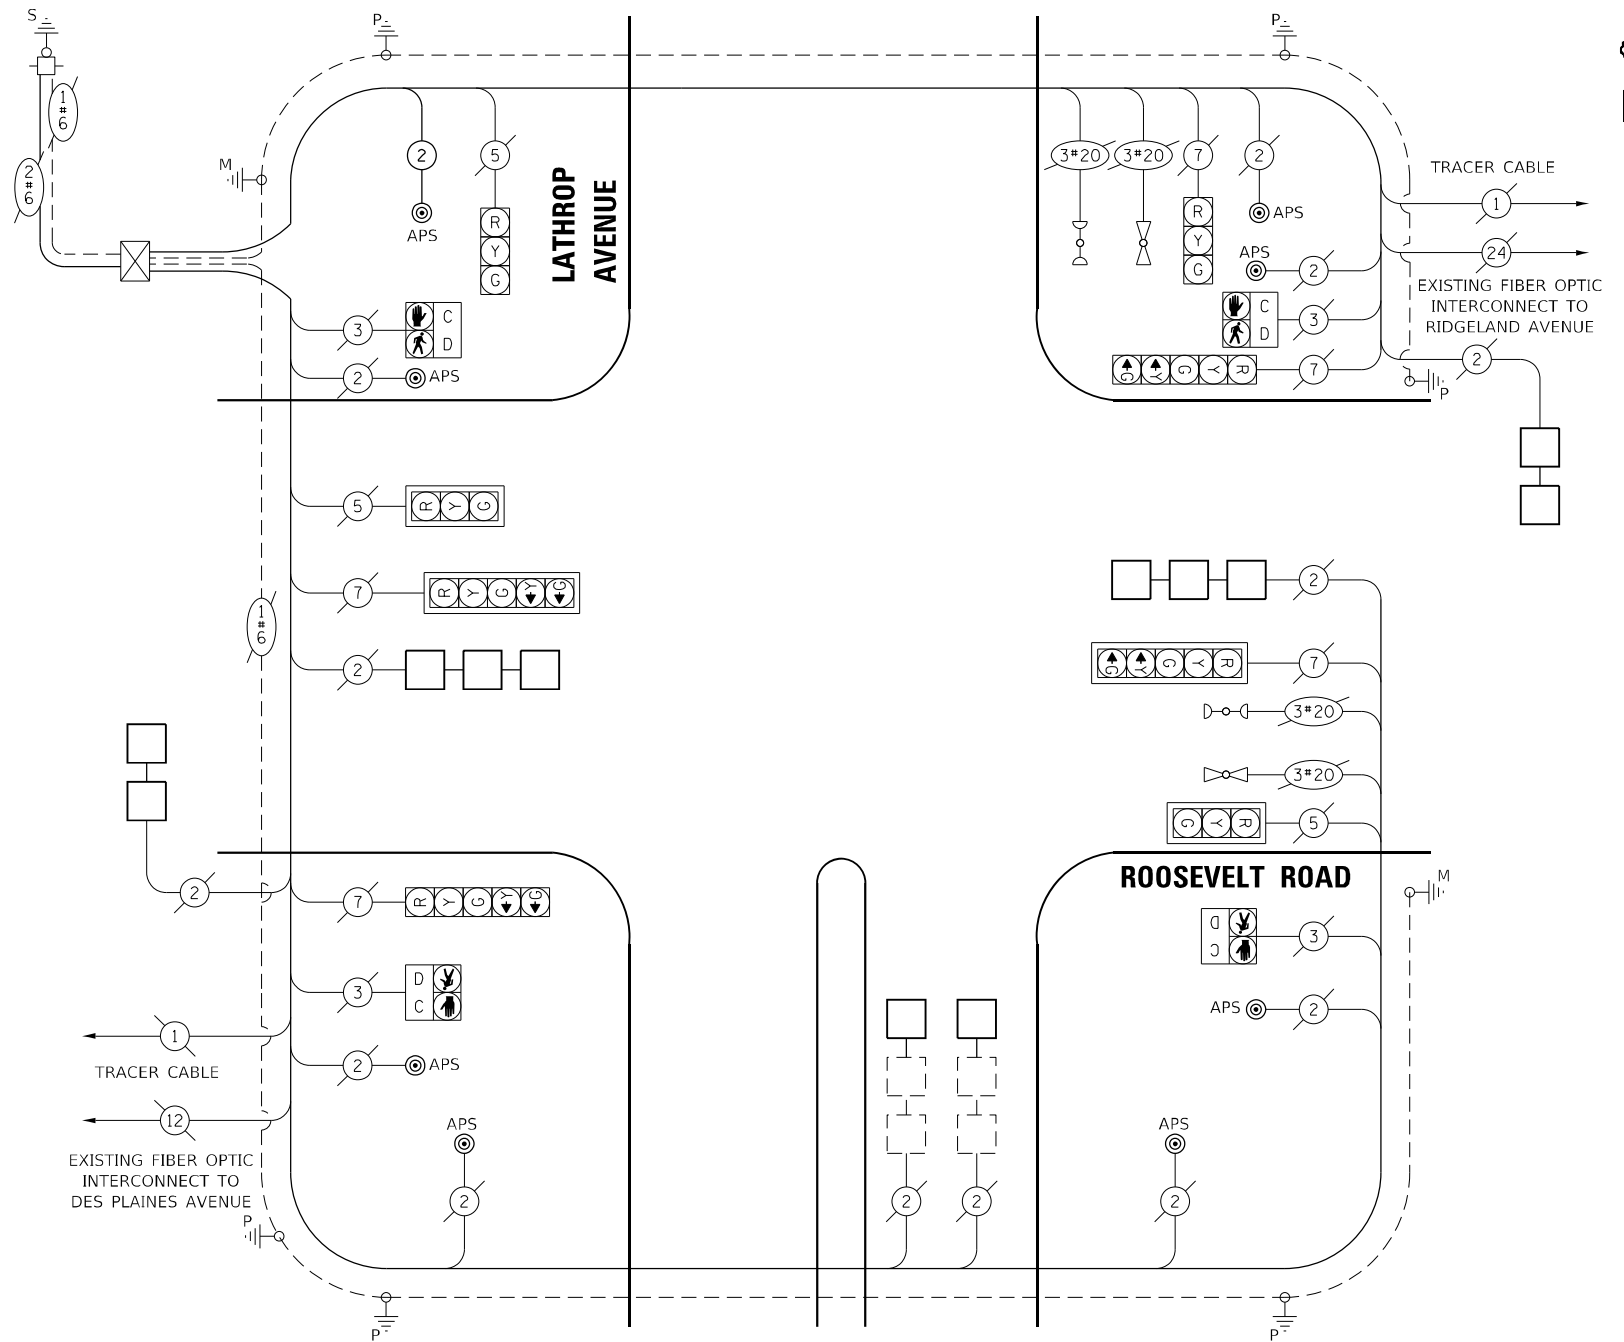 S
P
P
1
#
6
2
#
6
M
2
5
LATHROP
AVENUE
3#20
3#20
7
2
TRACER CABLE
1
APS
R
Y
G
R
Y
G
APS
APS
2
24
EXISTING FIBER OPTIC
INTERCONNECT TO
RIDGELAND AVENUE
3
C
D
C
D
3
2
APS
G Y G Y R
7
2
P
5
R Y G
7
R Y G Y G
2
2
1
#
6
G Y G Y R
7
3#20
3#20
2
G Y R
5
ROOSEVELT ROAD
M
2
7
R Y G Y G
D
C
3
3
D
C
1
TRACER CABLE
2
APS
APS
2
12
EXISTING FIBER OPTIC
INTERCONNECT TO
DES PLAINES AVENUE
APS
APS
2
2
2
2
P
P
P